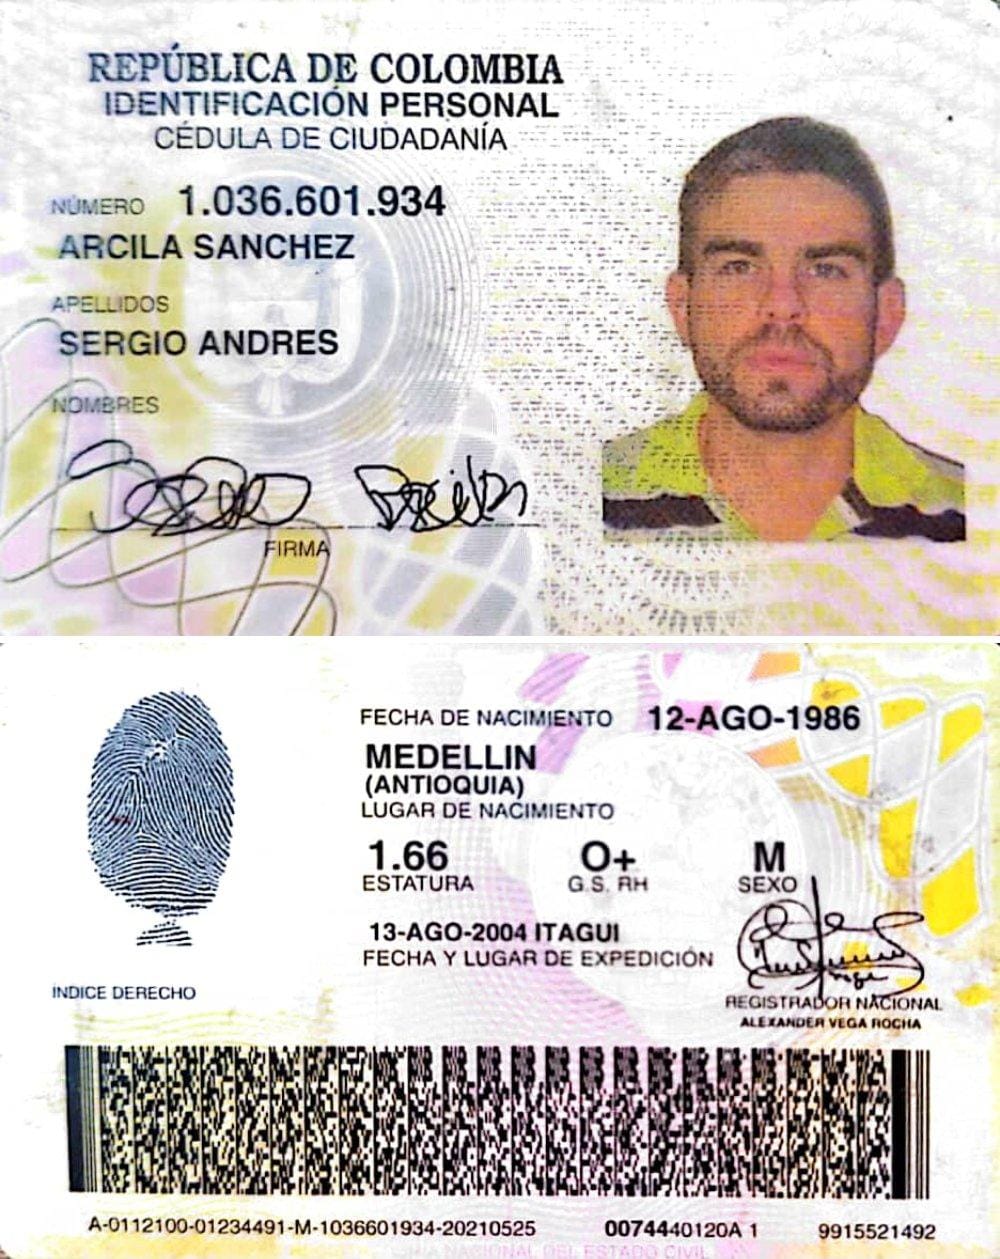 REPÚBLICA DE COLOMBIA
IDENTIFICACIÓN PERSONAL
CÉDULA DE CIUDADANÍA
NÚMERO 1.036.601.934
ARCILA SANCHEZ
APELLIDOS
SERGIO ANDRES
NOMBRES
FIRMA
FECHA DE NACIMIENTO 12-AGO-1986
MEDELLIN
(ANTIOQUIA)
LUGAR DE NACIMIENTO
1.66 O+ M
ESTATURA G.S. RH SEXO
13-AGO-2004 ITAGUI
FECHA Y LUGAR DE EXPEDICIÓN
INDICE DERECHO
REGISTRADOR NACIONAL
ALEXANDER VEGA ROCHA
A-0112100-01234491-M-1036601934-20210525 0074440120A 1 9915521492
NACIONAL DEL ESTADO CIVIL